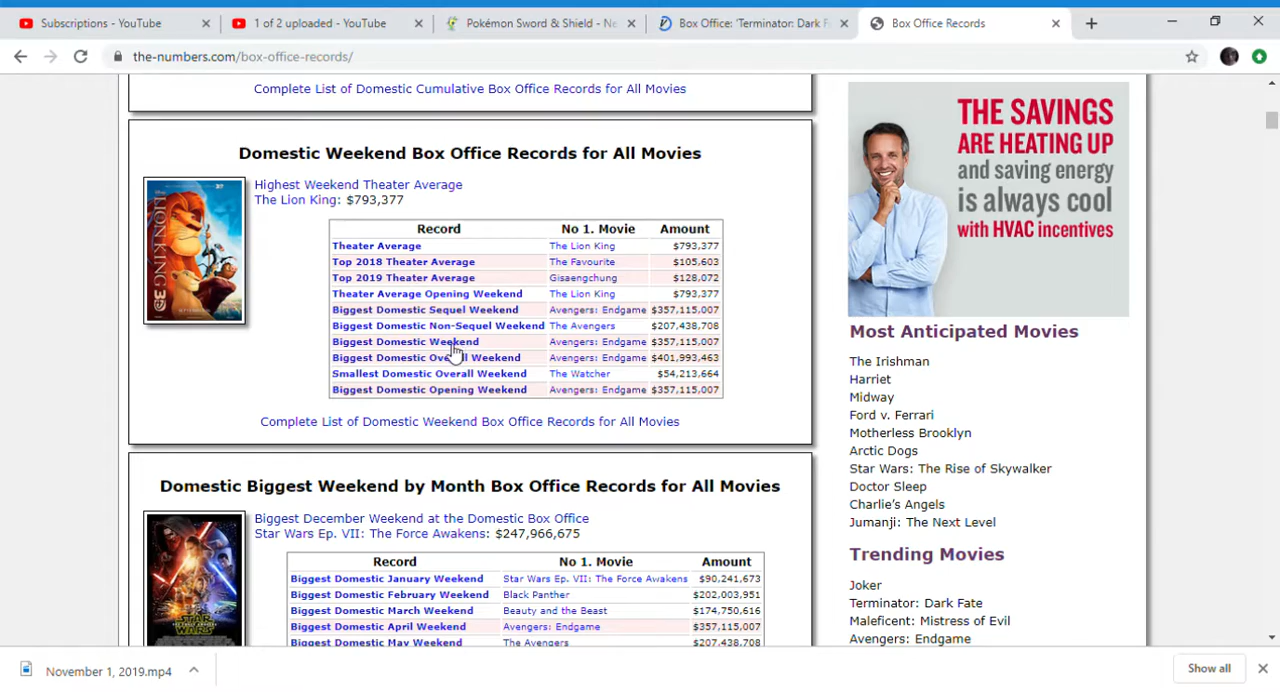 Subscriptions - YouTube
1 of 2 uploaded - YouTube
Pokémon Sword & Shield - Ne
Box Office: 'Terminator: Dark F
Box Office Records
the-numbers.com/box-office-records/
Complete List of Domestic Cumulative Box Office Records for All Movies
Domestic Weekend Box Office Records for All Movies
Highest Weekend Theater Average
The Lion King: $793,377
Record No 1. Movie Amount
Theater Average The Lion King $793,377
Top 2018 Theater Average The Favourite $105,603
Top 2019 Theater Average Gisaengchung $128,072
Theater Average Opening Weekend The Lion King $793,377
Biggest Domestic Sequel Weekend Avengers: Endgame $357,115,007
Biggest Domestic Non-Sequel Weekend The Avengers $207,438,708
Biggest Domestic Weekend Avengers: Endgame $357,115,007
Biggest Domestic Overall Weekend Avengers: Endgame $401,993,463
Smallest Domestic Overall Weekend The Watcher $54,213,664
Biggest Domestic Opening Weekend Avengers: Endgame $357,115,007
Complete List of Domestic Weekend Box Office Records for All Movies
Domestic Biggest Weekend by Month Box Office Records for All Movies
Biggest December Weekend at the Domestic Box Office
Star Wars Ep. VII: The Force Awakens: $247,966,675
Record No 1. Movie Amount
Biggest Domestic January Weekend Star Wars Ep. VII: The Force Awakens $90,241,673
Biggest Domestic February Weekend Black Panther $202,003,951
Biggest Domestic March Weekend Beauty and the Beast $174,750,616
Biggest Domestic April Weekend Avengers: Endgame $357,115,007
Biggest Domestic May Weekend The Avengers $207,438,708
THE SAVINGS
ARE HEATING UP
and saving energy
is always cool
with HVAC incentives
Most Anticipated Movies
The Irishman
Harriet
Midway
Ford v. Ferrari
Motherless Brooklyn
Arctic Dogs
Star Wars: The Rise of Skywalker
Doctor Sleep
Charlie's Angels
Jumanji: The Next Level
Trending Movies
Joker
Terminator: Dark Fate
Maleficent: Mistress of Evil
Avengers: Endgame
November 1, 2019.mp4
Show all